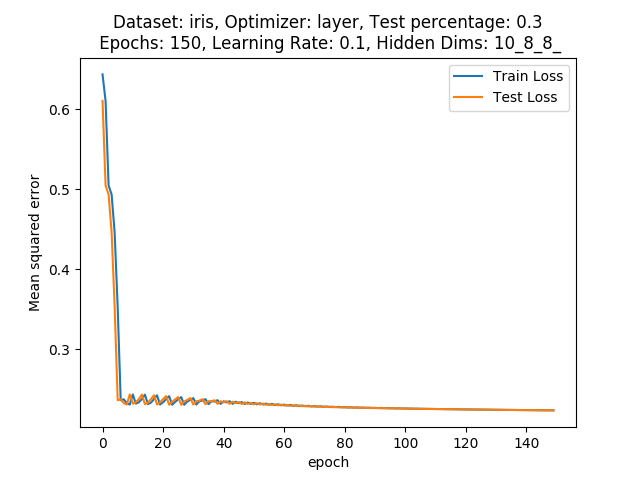 Dataset: iris, Optimizer: layer, Test percentage: 0.3
Epochs: 150, Learning Rate: 0.1, Hidden Dims: 10_8_8_
Train Loss
Test Loss
Mean squared error
0.6
0.5
0.4
0.3
0 20 40 60 80 100 120 140
epoch